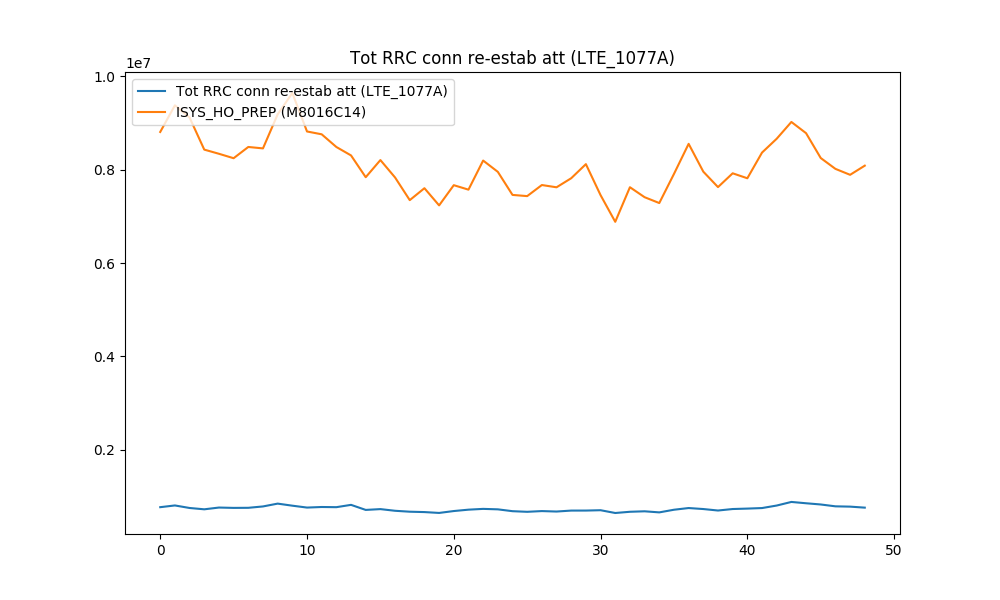 Tot RRC conn re-estab att (LTE_1077A)
1e7
Tot RRC conn re-estab att (LTE_1077A)
ISYS_HO_PREP (M8016C14)
1.0
0.8
0.6
0.4
0.2
0 10 20 30 40 50